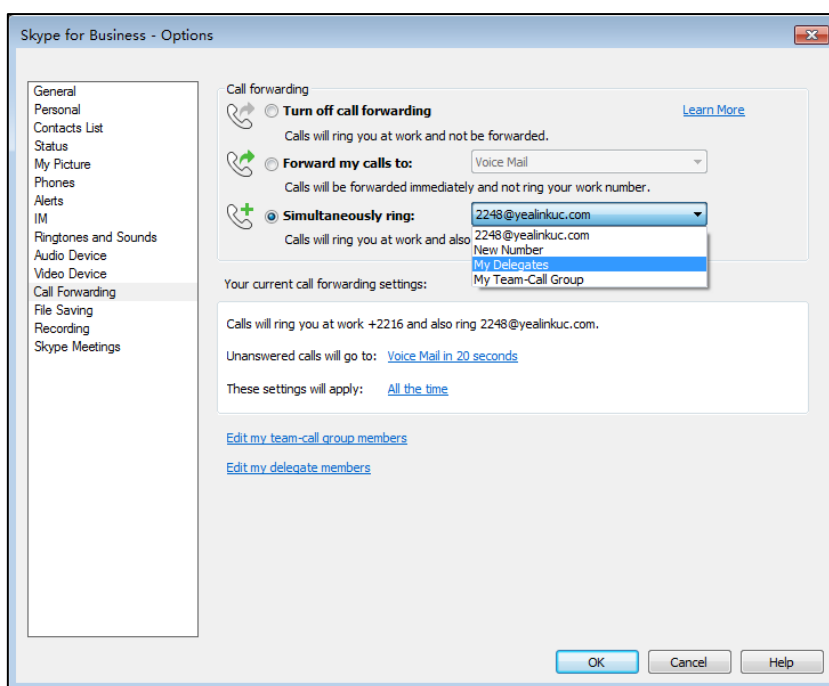 Skype for Business - Options
General
Personal
Contacts List
Status
My Picture
Phones
Alerts
IM
Ringtones and Sounds
Audio Device
Video Device
Call Forwarding
File Saving
Recording
Skype Meetings
Call forwarding
Turn off call forwarding
Learn More
Calls will ring you at work and not be forwarded.
Forward my calls to:
Voice Mail
Calls will be forwarded immediately and not ring your work number.
Simultaneously ring:
2248@yealinkuc.com
Calls will ring you at work and also
2248@yealinkuc.com
New Number
My Delegates
My Team-Call Group
Your current call forwarding settings:
Calls will ring you at work +2216 and also ring 2248@yealinkuc.com.
Unanswered calls will go to: Voice Mail in 20 seconds
These settings will apply: All the time
Edit my team-call group members
Edit my delegate members
OK
Cancel
Help